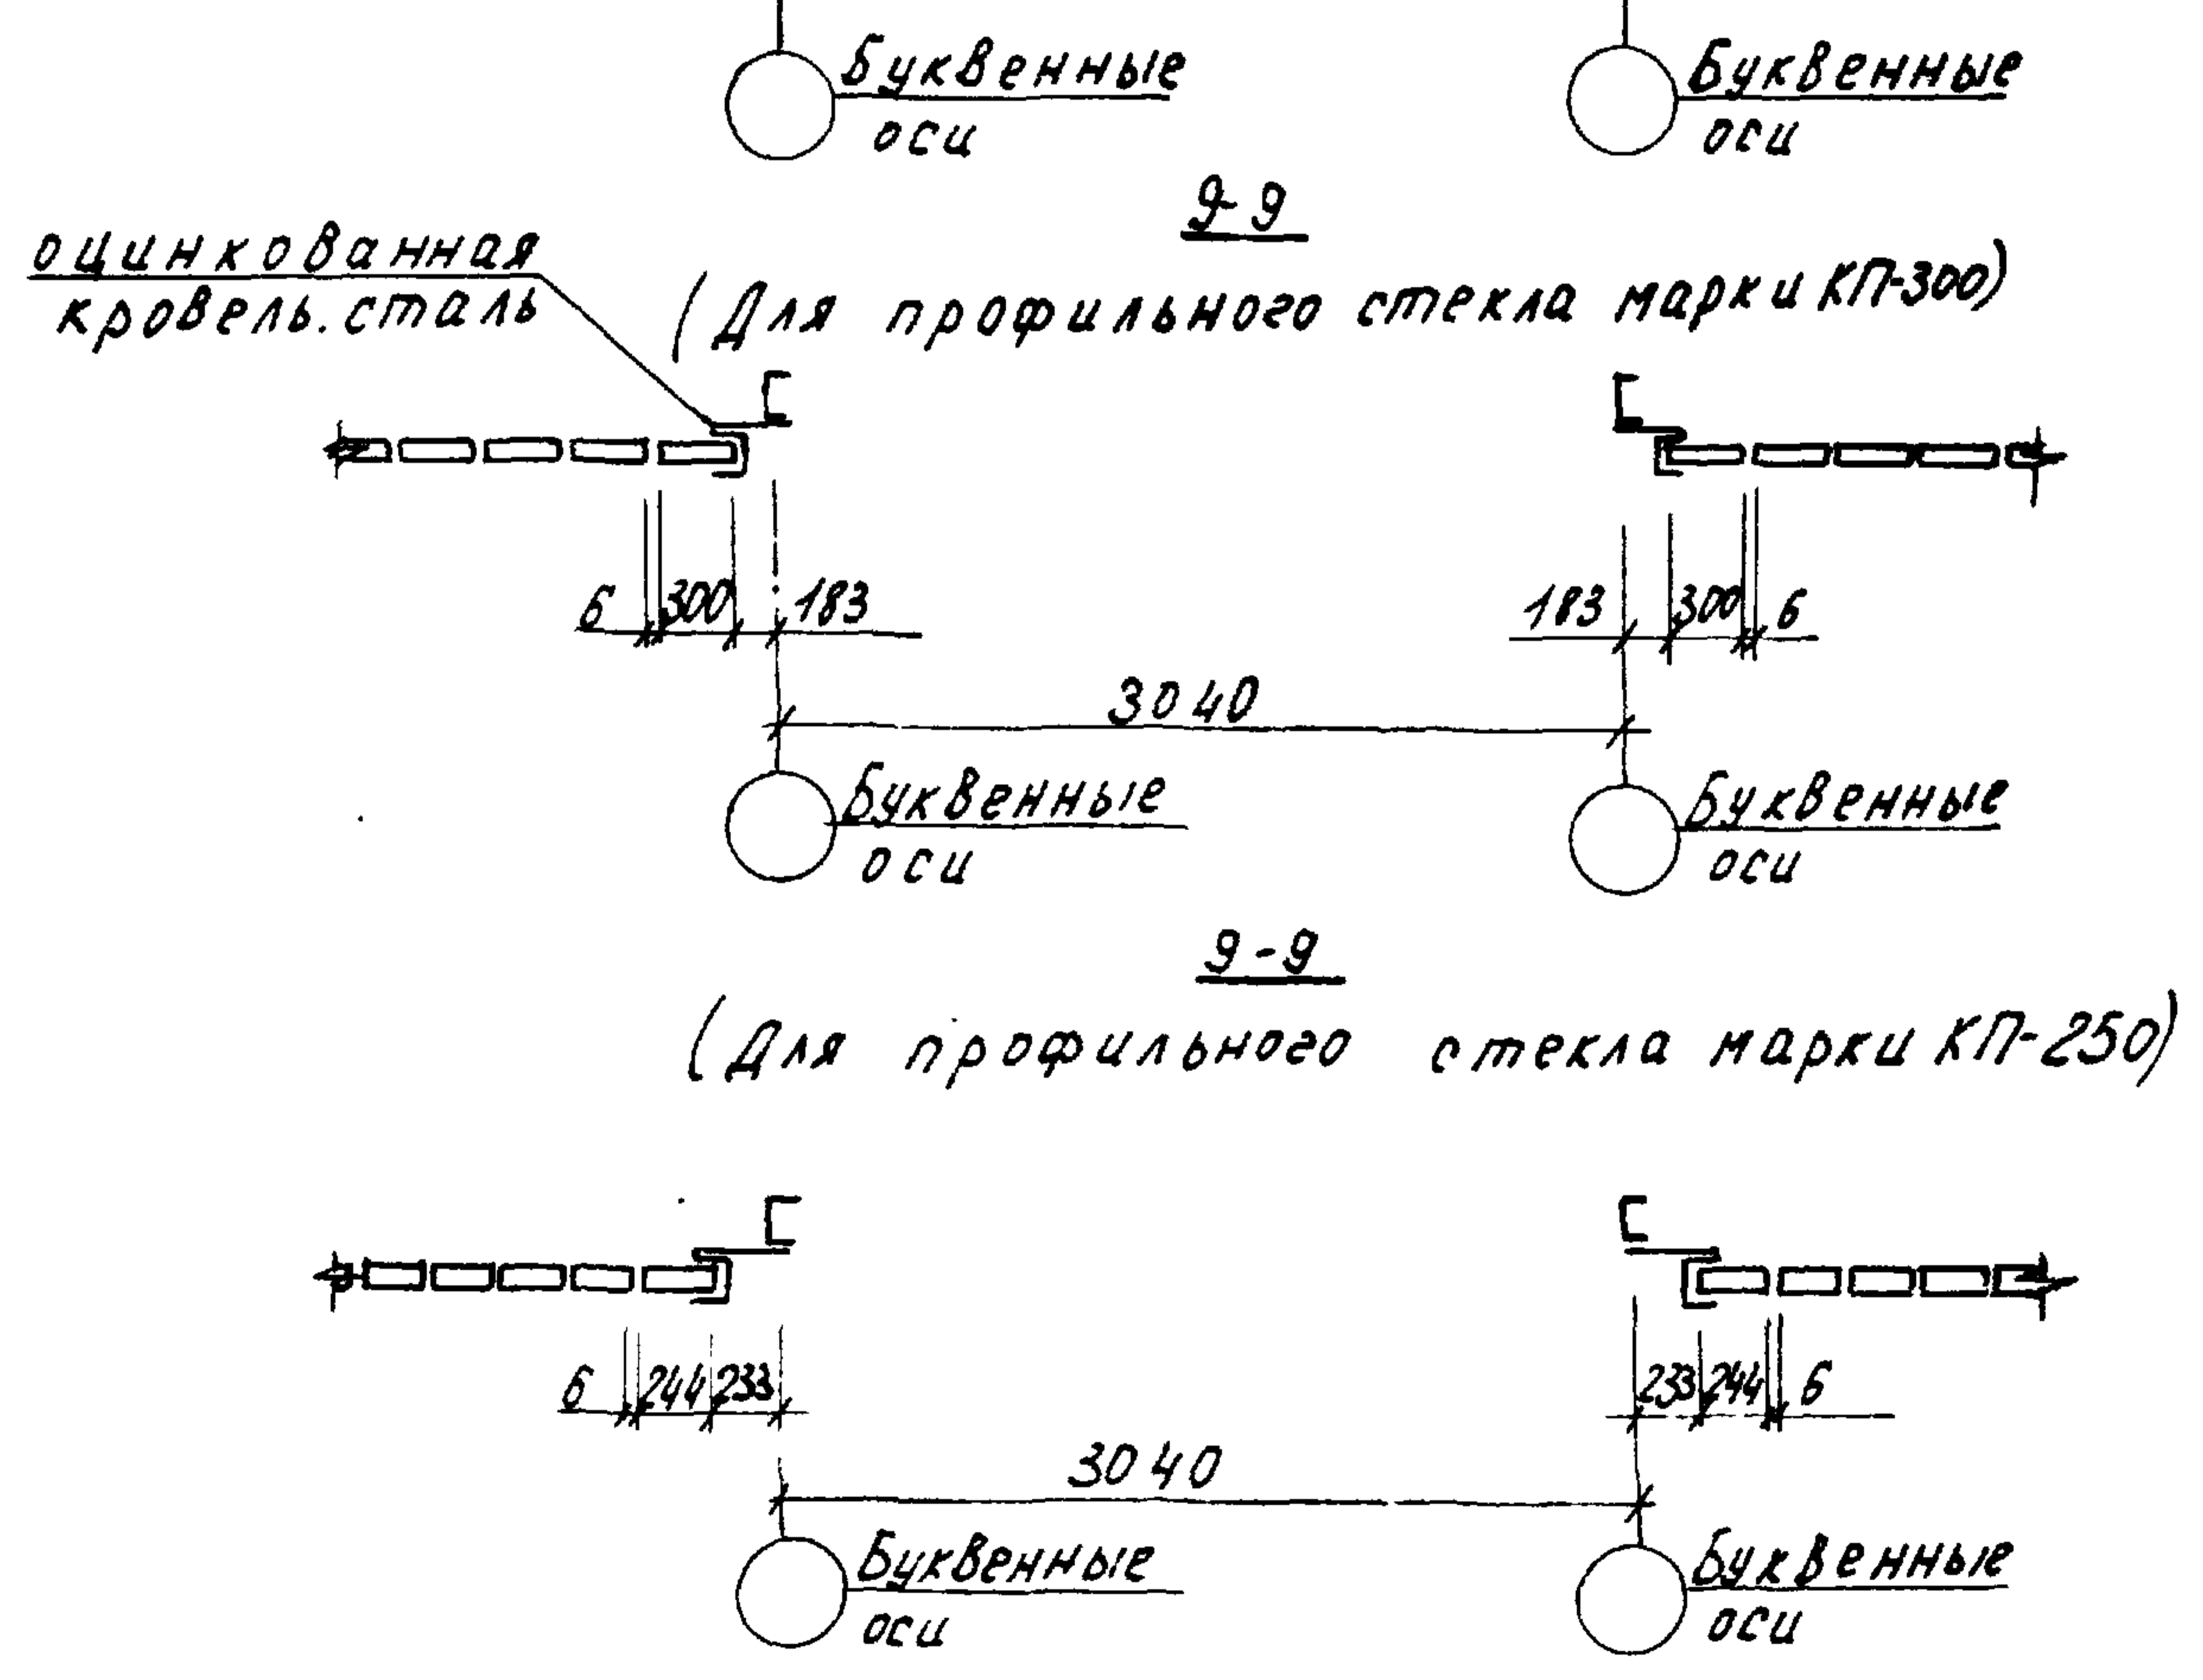 Буквенные
оси
Буквенные
оси
9-9
оцинкованная
кровель. сталь
(Для профильного стекла марки КП-300)
6 300 183
183 300 6
3040
Буквенные
оси
Буквенные
оси
9-9
(Для профильного стекла марки КП-250)
6 244 233
233 244 6
3040
Буквенные
оси
Буквенные
оси